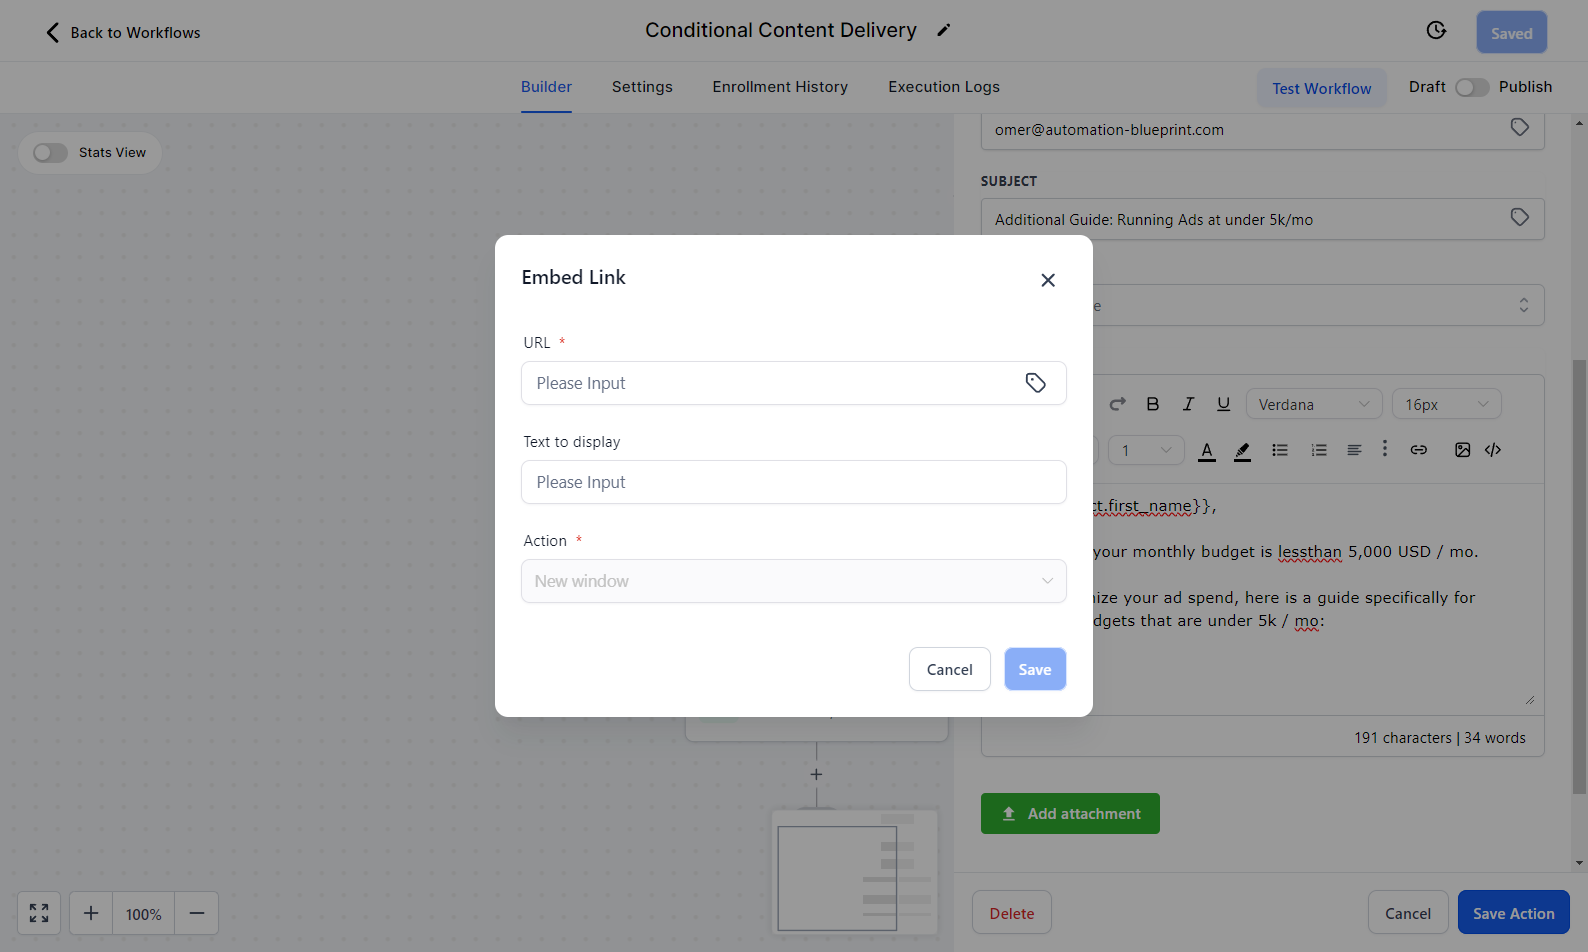 Back to Workflows
Conditional Content Delivery
Saved
Builder
Settings
Enrollment History
Execution Logs
Test Workflow
Draft
Publish
Stats View
omer@automation-blueprint.com
SUBJECT
Additional Guide: Running Ads at under 5k/mo
Embed Link
URL *
Please Input
Text to display
Please Input
Action *
New window
Cancel
Save
Verdana
16px
1
ct.first_name}},
your monthly budget is lessthan 5,000 USD / mo.
ize your ad spend, here is a guide specifically for
dgets that are under 5k / mo:
191 characters | 34 words
Add attachment
100%
Delete
Cancel
Save Action